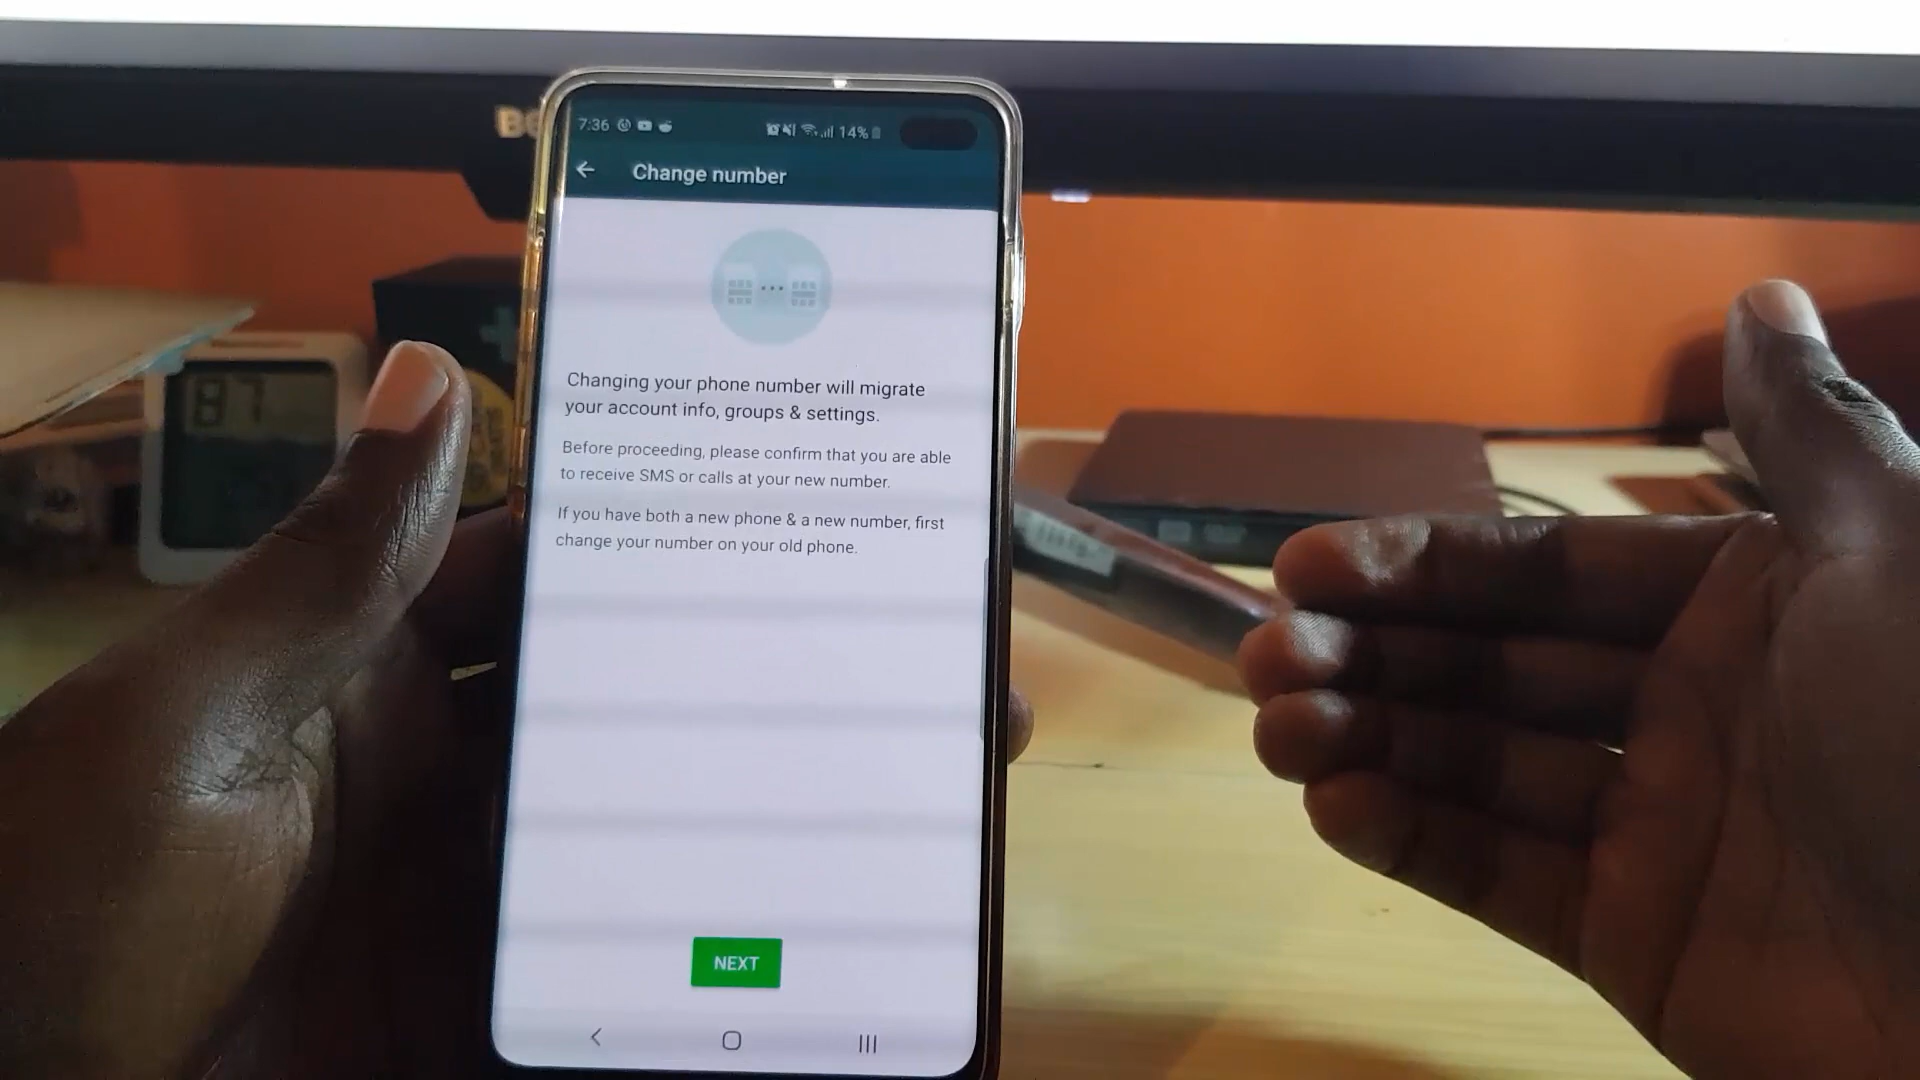 7:36
14%
Change number
Changing your phone number will migrate
your account info, groups & settings.
Before proceeding, please confirm that you are able
to receive SMS or calls at your new number.
If you have both a new phone & a new number, first
change your number on your old phone.
NEXT
87